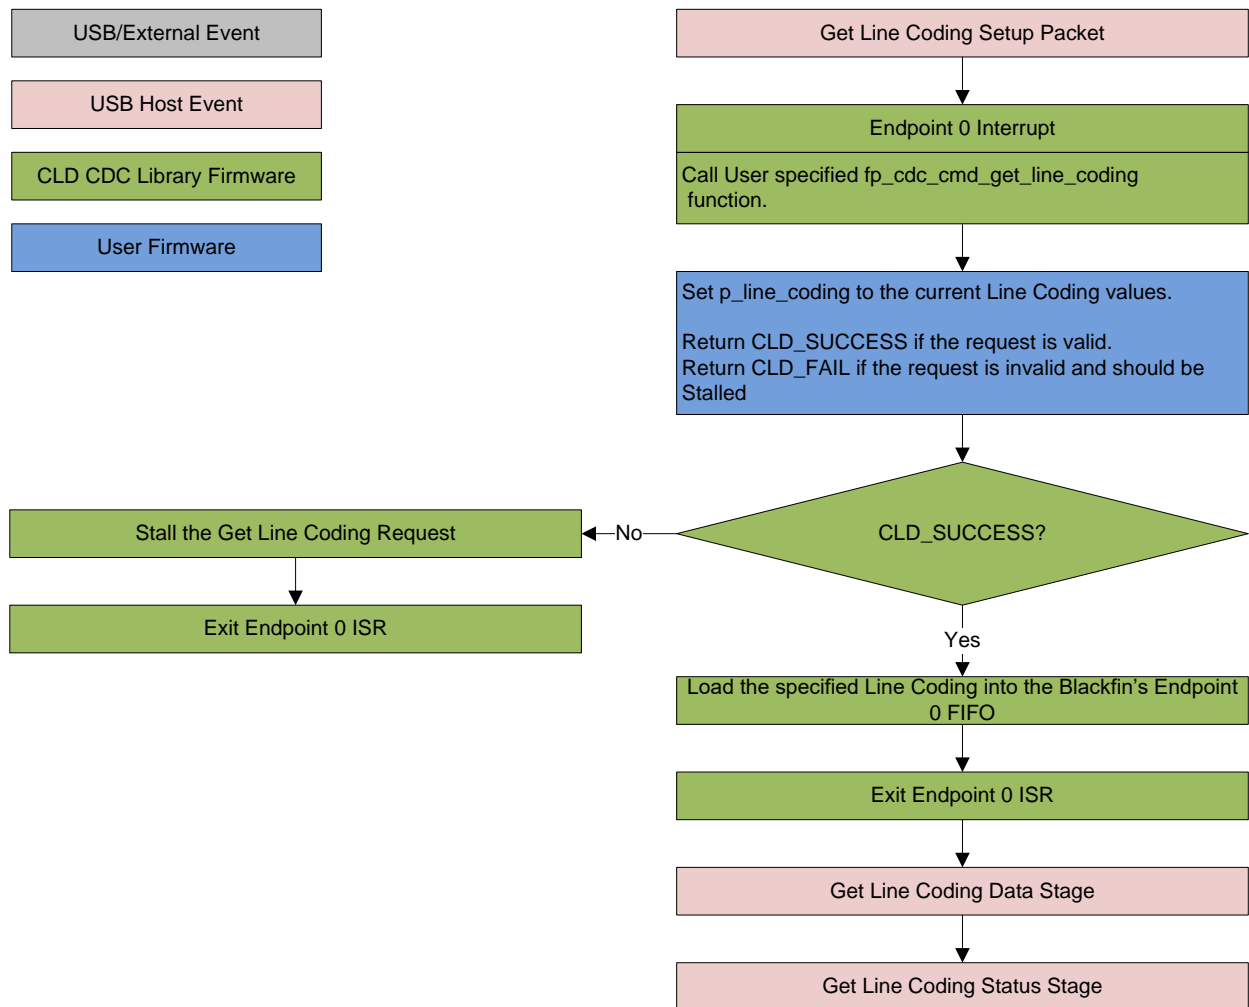 USB/External Event
USB Host Event
CLD CDC Library Firmware
User Firmware
Get Line Coding Setup Packet
Endpoint 0 Interrupt
Call User specified fp_cdc_cmd_get_line_coding
function.
Set p_line_coding to the current Line Coding values.
Return CLD_SUCCESS if the request is valid.
Return CLD_FAIL if the request is invalid and should be
Stalled
CLD_SUCCESS?
No
Stall the Get Line Coding Request
Exit Endpoint 0 ISR
Yes
Load the specified Line Coding into the Blackfin's Endpoint
0 FIFO
Exit Endpoint 0 ISR
Get Line Coding Data Stage
Get Line Coding Status Stage